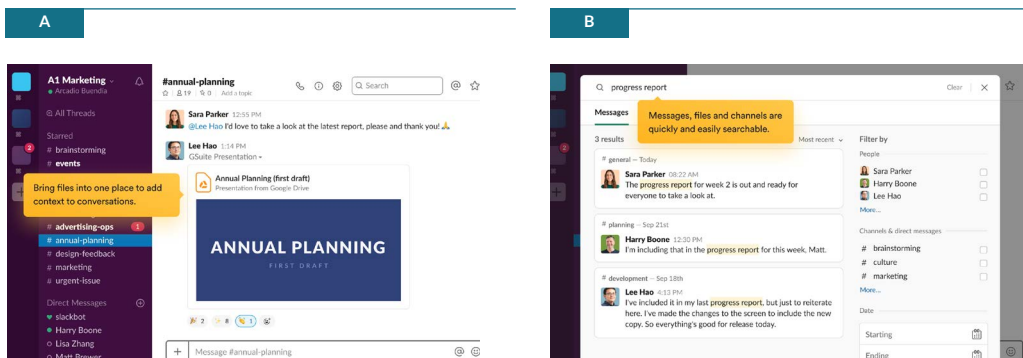 A
A1 Marketing
Arcadio Buendía
All Threads
Starred
# brainstorming
# events
2
Bring files into one place to add
context to conversations.
# advertising-ops 1
# annual-planning
# design-feedback
# marketing
# urgent-issue
Direct Messages
slackbot
Harry Boone
Lisa Zhang
Matt Brewer
#annual-planning
19 | 0 | Add a topic
Search
Sara Parker 12:55 PM
@Lee Hao I'd love to take a look at the latest report, please and thank you!
Lee Hao 1:14 PM
GSuite Presentation
Annual Planning (first draft)
Presentation from Google Drive
ANNUAL PLANNING
FIRST DRAFT
2 8 1
Message #annual-planning
B
2
progress report
Clear
Messages
Messages, files and channels are
quickly and easily searchable.
3 results
Most recent
# general – Today
Sara Parker 08:22 AM
The progress report for week 2 is out and ready for
everyone to take a look at.
# planning – Sep 21st
Harry Boone 12:30 PM
I'm including that in the progress report for this week, Matt.
# development – Sep 18th
Lee Hao 4:13 PM
I've included it in my last progress report, but just to reiterate
here. I've made the changes to the screen to include the new
copy. So everything's good for release today.
Filter by
People
Sara Parker
Harry Boone
Lee Hao
More...
Channels & direct messages
# brainstorming
# culture
# marketing
More...
Date
Starting
Ending